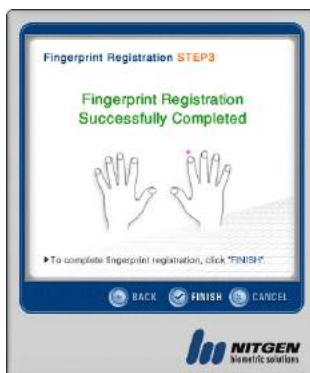 Fingerprint Registration STEP3
Fingerprint Registration
Successfully Completed
▶To complete fingerprint registration, click "FINISH".
BACK FINISH CANCEL
NITGEN
biometric solutions